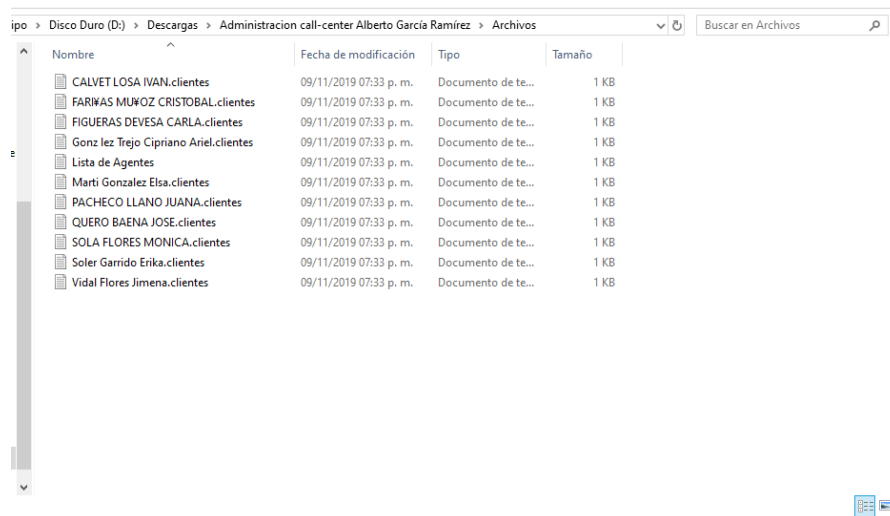 ipo > Disco Duro (D:) > Descargas > Administracion call-center Alberto García Ramírez > Archivos Buscar en Archivos
Nombre Fecha de modificación Tipo Tamaño
CALVET LOSA IVAN.clientes 09/11/2019 07:33 p. m. Documento de te... 1 KB
FARI¥AS MU¥OZ CRISTOBAL.clientes 09/11/2019 07:33 p. m. Documento de te... 1 KB
FIGUERAS DEVESA CARLA.clientes 09/11/2019 07:33 p. m. Documento de te... 1 KB
Gonz lez Trejo Cipriano Ariel.clientes 09/11/2019 07:33 p. m. Documento de te... 1 KB
e
Lista de Agentes 09/11/2019 07:33 p. m. Documento de te... 1 KB
Marti Gonzalez Elsa.clientes 09/11/2019 07:33 p. m. Documento de te... 1 KB
PACHECO LLANO JUANA.clientes 09/11/2019 07:33 p. m. Documento de te... 1 KB
QUERO BAENA JOSE.clientes 09/11/2019 07:33 p. m. Documento de te... 1 KB
SOLA FLORES MONICA.clientes 09/11/2019 07:33 p. m. Documento de te... 1 KB
Soler Garrido Erika.clientes 09/11/2019 07:33 p. m. Documento de te... 1 KB
Vidal Flores Jimena.clientes 09/11/2019 07:33 p. m. Documento de te... 1 KB